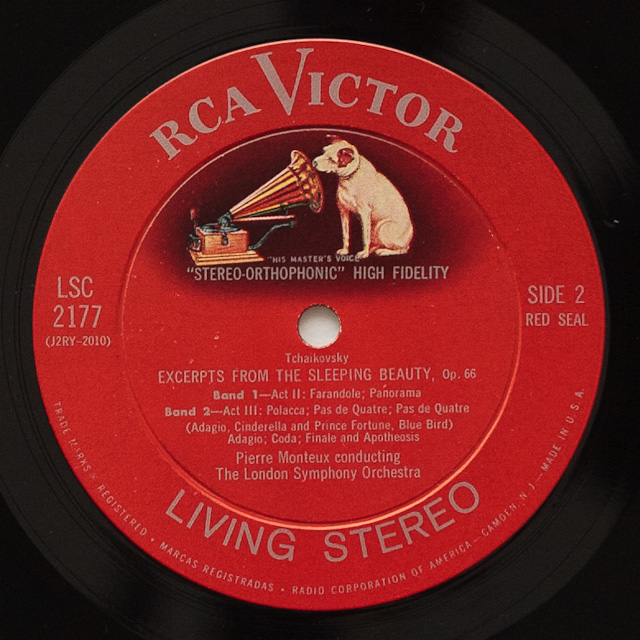 RCA VICTOR
"HIS MASTER'S VOICE"
"STEREO-ORTHOPHONIC" HIGH FIDELITY
LSC
2177
(J2RY-2010)
SIDE 2
RED SEAL
Tchaikovsky
EXCERPTS FROM THE SLEEPING BEAUTY, Op. 66
Band 1—Act II: Farandole; Panorama
Band 2—Act III: Polacca; Pas de Quatre; Pas de Quatre
(Adagio, Cinderella and Prince Fortune, Blue Bird)
Adagio; Coda; Finale and Apotheosis
Pierre Monteux conducting
The London Symphony Orchestra
LIVING STEREO
TRADE MARKS ® REGISTERED • MARCAS REGISTRADAS • RADIO CORPORATION OF AMERICA—CAMDEN, N.J.—MADE IN U.S.A.